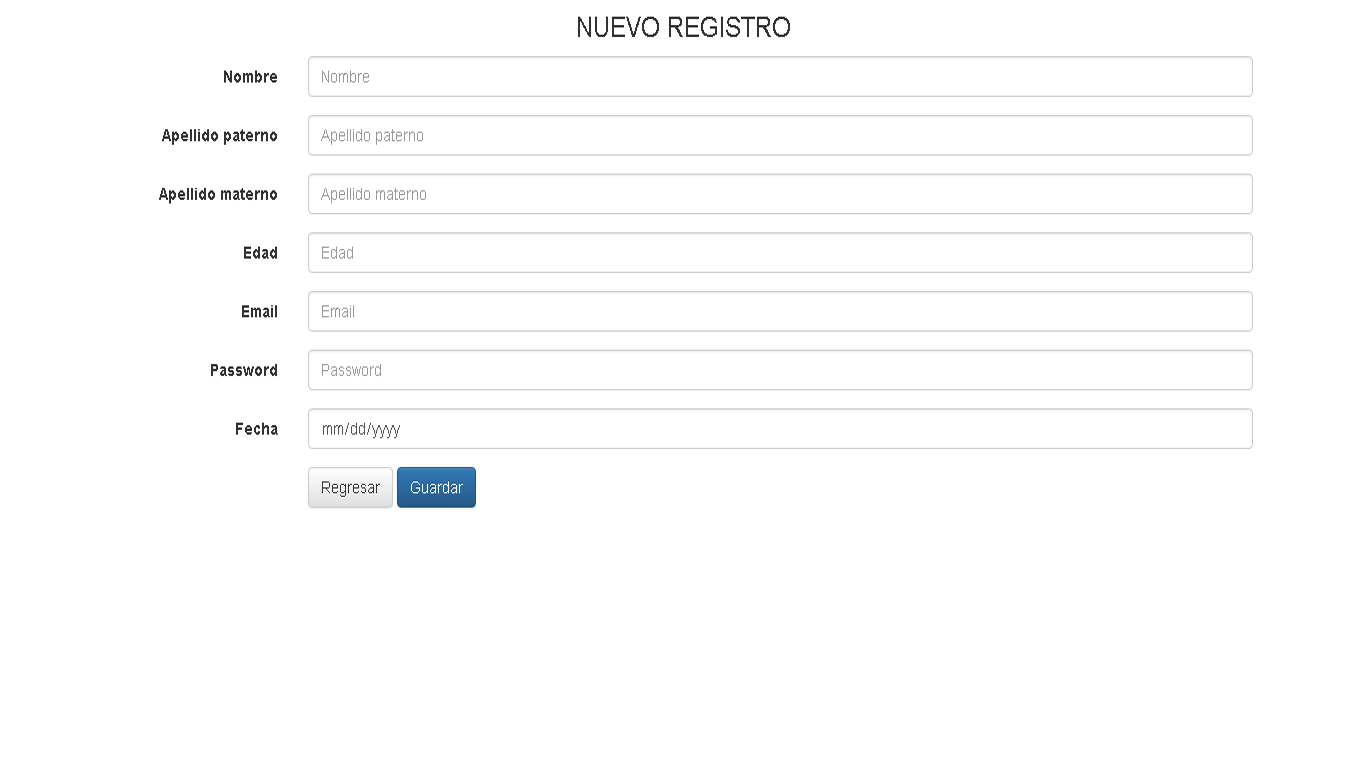 NUEVO REGISTRO
Nombre Nombre
Apellido paterno Apellido paterno
Apellido materno Apellido materno
Edad Edad
Email Email
Password Password
Fecha mm/dd/yyyy
Regresar Guardar